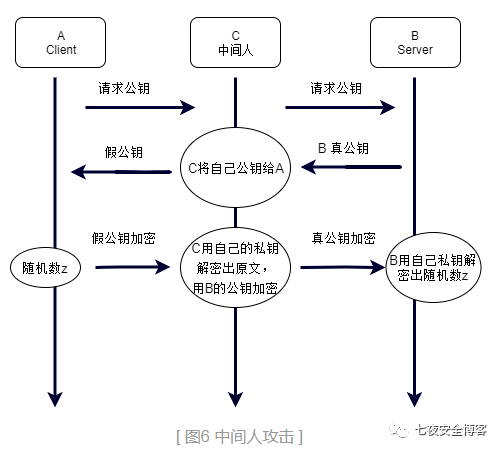 A
Client
C
中间人
B
Server
请求公钥
请求公钥
假公钥
C将自己公钥给A
B 真公钥
随机数z
假公钥加密
C用自己的私钥
解密出原文，
用B的公钥加密
真公钥加密
B用自己私钥解
密出随机数z
[ 图6 中间人攻击 ]
七夜安全博客